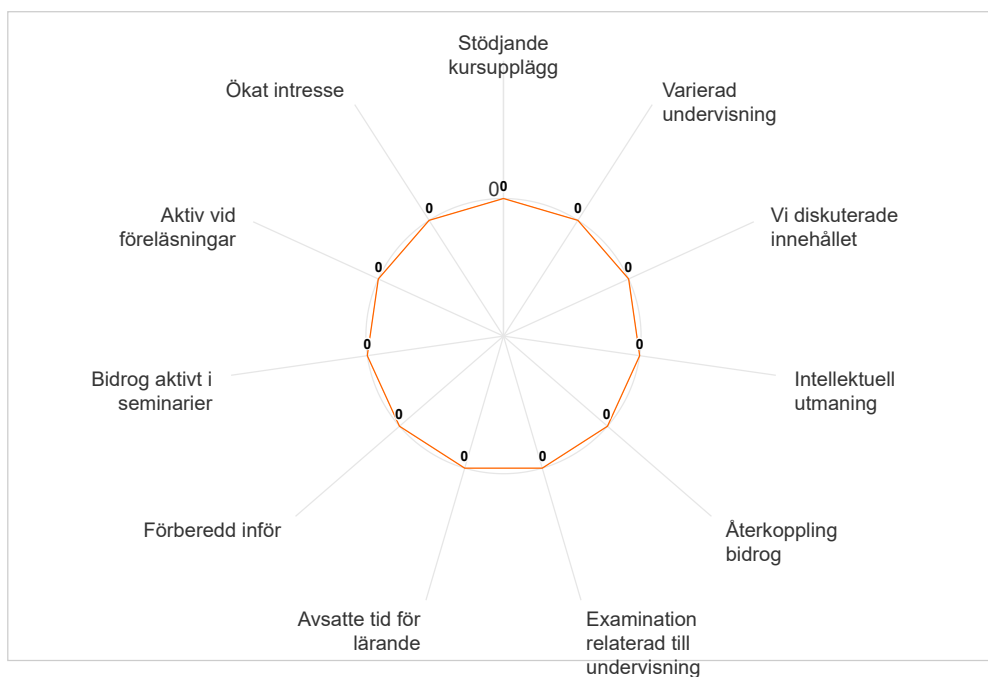 Stödjande
kursupplägg
Ökat intresse
Varierad
undervisning
Aktiv vid
föreläsningar
Vi diskuterade
innehållet
Bidrog aktivt i
seminarier
Intellektuell
utmaning
Förberedd inför
Återkoppling
bidrog
Avsatte tid för
lärande
Examination
relaterad till
undervisning
0
0
0
0
0
0
0
0
0
0
0
0